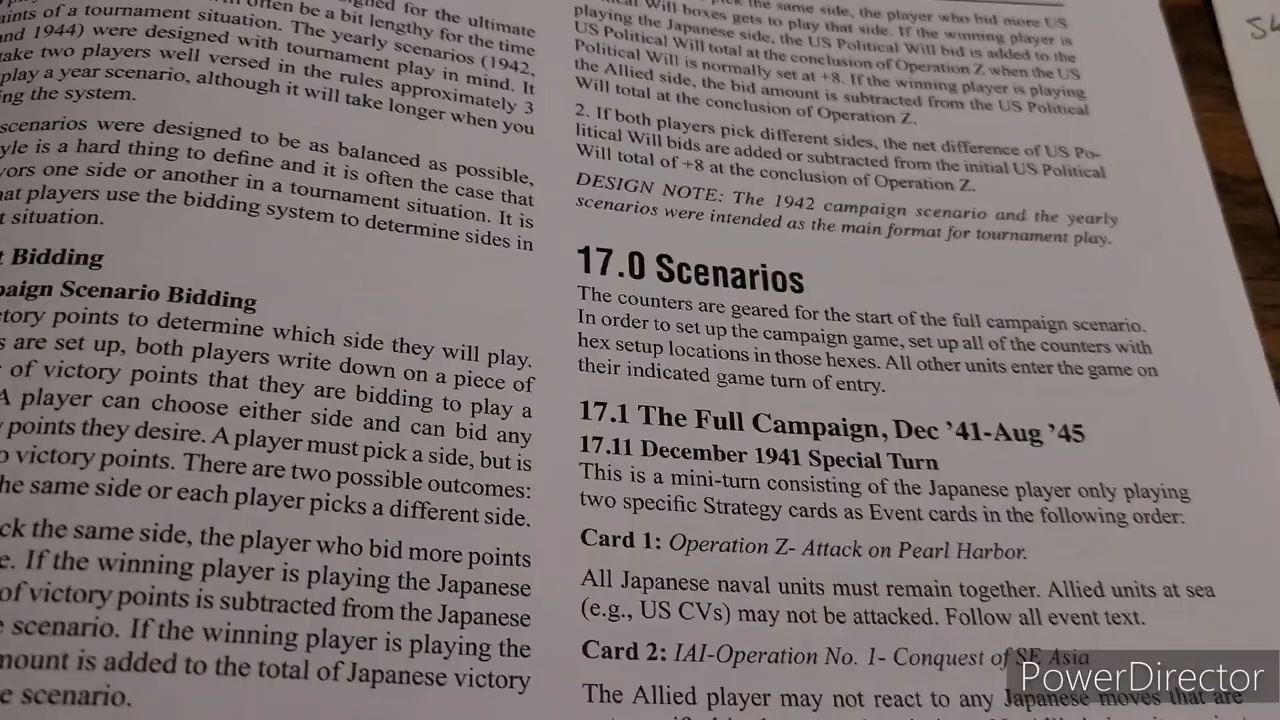 gned for the ultimate
often be a bit lengthy for the time
aints of a tournament situation. The yearly scenarios (1942,
and 1944) were designed with tournament play in mind. It
take two players well versed in the rules approximately 3
play a year scenario, although it will take longer when you
ing the system.
scenarios were designed to be as balanced as possible,
yle is a hard thing to define and it is often the case that
vors one side or another in a tournament situation. It is
hat players use the bidding system to determine sides in
t situation.
t Bidding
paign Scenario Bidding
ctory points to determine which side they will play.
s are set up, both players write down on a piece of
of victory points that they are bidding to play a
A player can choose either side and can bid any
y points they desire. A player must pick a side, but is
o victory points. There are two possible outcomes:
he same side or each player picks a different side.
ck the same side, the player who bid more points
e. If the winning player is playing the Japanese
of victory points is subtracted from the Japanese
e scenario. If the winning player is playing the
mount is added to the total of Japanese victory
e scenario.
pick the same side, the player who bid more US
cal Will boxes gets to play that side. If the winning player is
playing the Japanese side, the US Political Will bid is added to the
US Political Will total at the conclusion of Operation Z when the US
Political Will is normally set at +8. If the winning player is playing
the Allied side, the bid amount is subtracted from the US Political
Will total at the conclusion of Operation Z.
2. If both players pick different sides, the net difference of US Po-
litical Will bids are added or subtracted from the initial US Political
Will total of +8 at the conclusion of Operation Z.
DESIGN NOTE: The 1942 campaign scenario and the yearly
scenarios were intended as the main format for tournament play.
17.0 Scenarios
The counters are geared for the start of the full campaign scenario.
In order to set up the campaign game, set up all of the counters with
hex setup locations in those hexes. All other units enter the game on
their indicated game turn of entry.
17.1 The Full Campaign, Dec ’41-Aug ’45
17.11 December 1941 Special Turn
This is a mini-turn consisting of the Japanese player only playing
two specific Strategy cards as Event cards in the following order:
Card 1: Operation Z- Attack on Pearl Harbor.
All Japanese naval units must remain together. Allied units at sea
(e.g., US CVs) may not be attacked. Follow all event text.
Card 2: IAI-Operation No. 1- Conquest of SE Asia
The Allied player may not react to any Japanese moves that are
PowerDirector